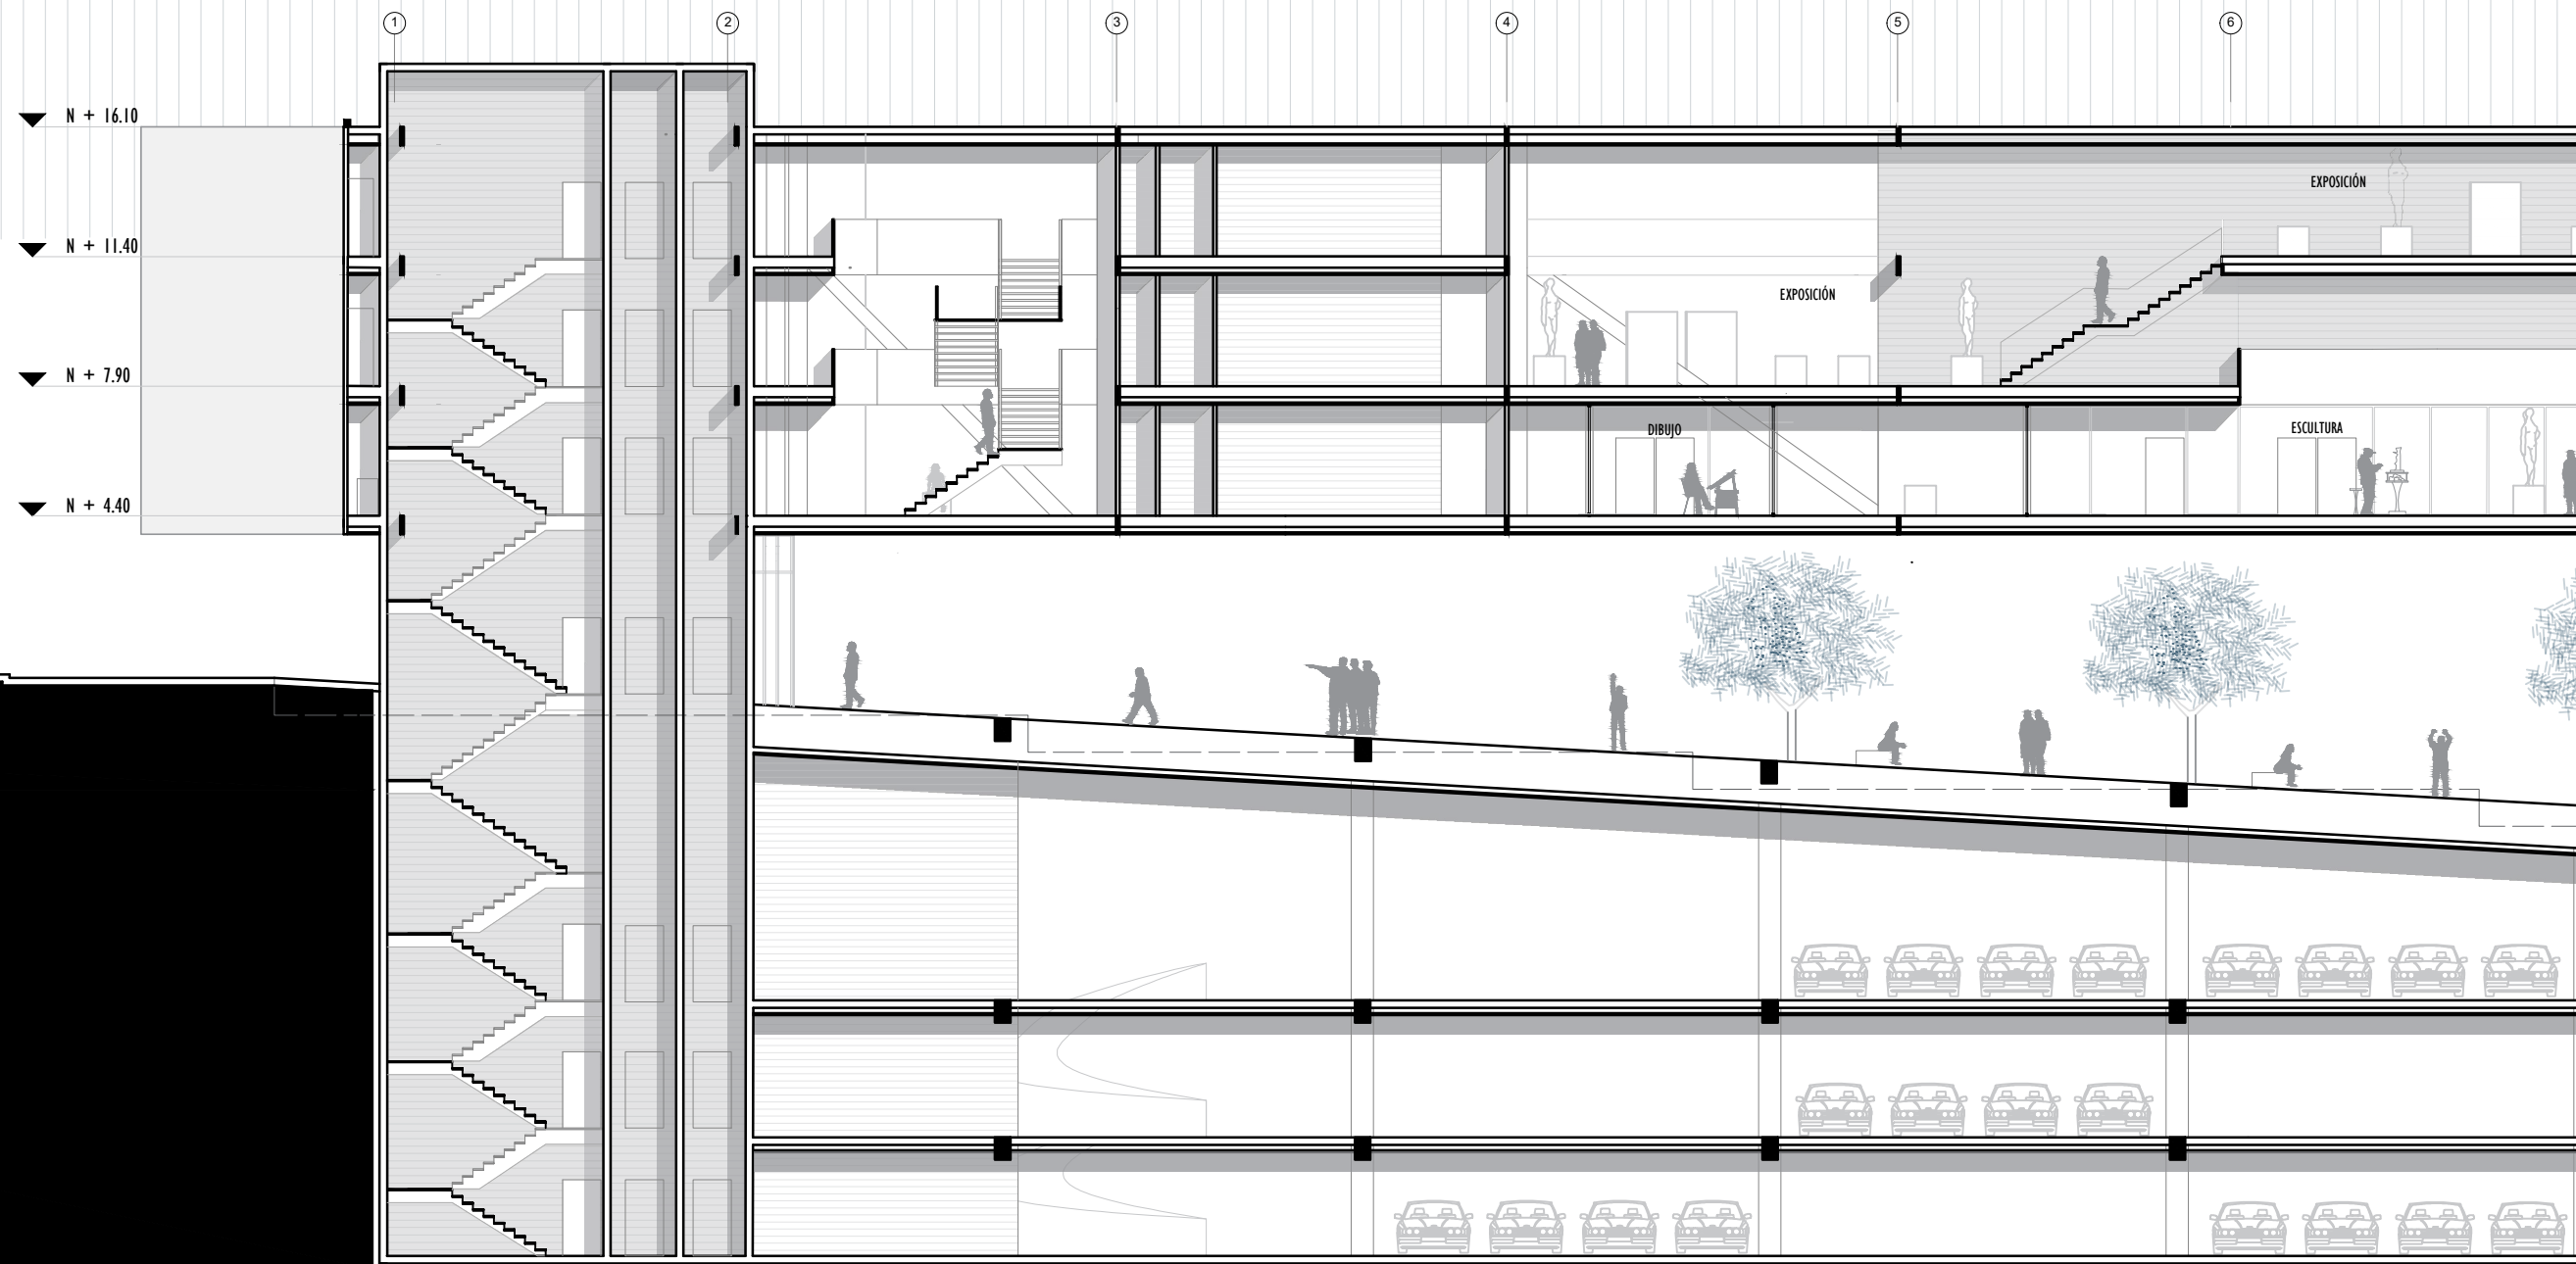 1
2
3
4
5
6
N + 16.10
EXPOSICIÓN
N + 11.40
EXPOSICIÓN
N + 7.90
DIBUJO
ESCULTURA
N + 4.40